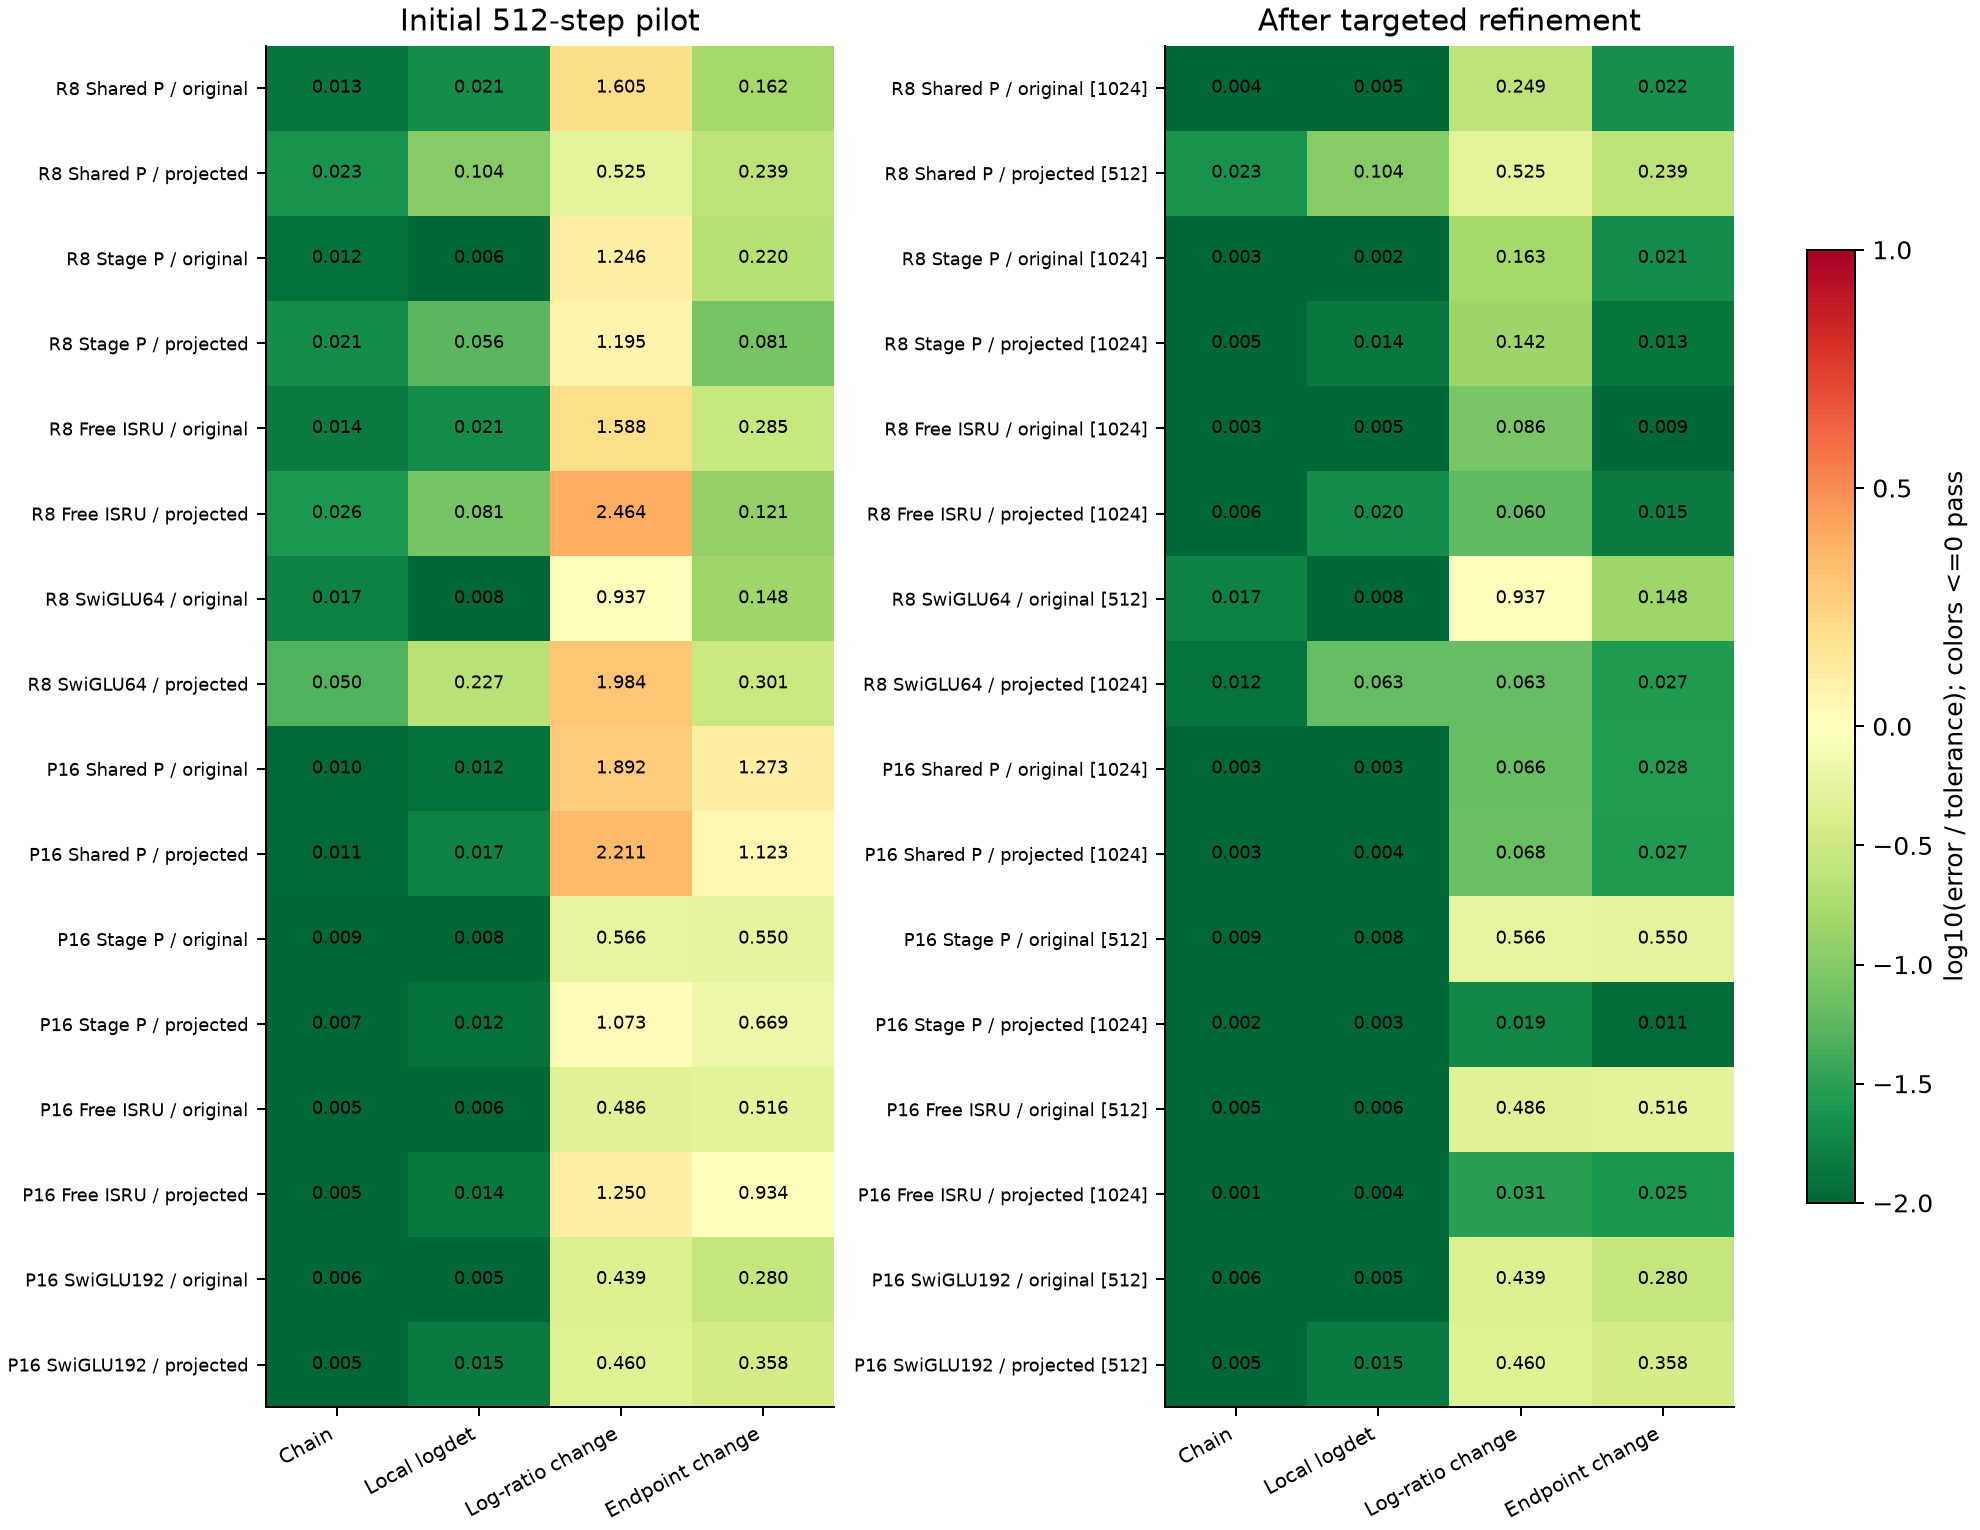 Initial 512-step pilot
R8 Shared P / original 0.013 0.021 1.605 0.162
R8 Shared P / projected 0.023 0.104 0.525 0.239
R8 Stage P / original 0.012 0.006 1.246 0.220
R8 Stage P / projected 0.021 0.056 1.195 0.081
R8 Free ISRU / original 0.014 0.021 1.588 0.285
R8 Free ISRU / projected 0.026 0.081 2.464 0.121
R8 SwiGLU64 / original 0.017 0.008 0.937 0.148
R8 SwiGLU64 / projected 0.050 0.227 1.984 0.301
P16 Shared P / original 0.010 0.012 1.892 1.273
P16 Shared P / projected 0.011 0.017 2.211 1.123
P16 Stage P / original 0.009 0.008 0.566 0.550
P16 Stage P / projected 0.007 0.012 1.073 0.669
P16 Free ISRU / original 0.005 0.006 0.486 0.516
P16 Free ISRU / projected 0.005 0.014 1.250 0.934
P16 SwiGLU192 / original 0.006 0.005 0.439 0.280
P16 SwiGLU192 / projected 0.005 0.015 0.460 0.358
Chain
Local logdet
Log-ratio change
Endpoint change
After targeted refinement
R8 Shared P / original [1024] 0.004 0.005 0.249 0.022
R8 Shared P / projected [512] 0.023 0.104 0.525 0.239
R8 Stage P / original [1024] 0.003 0.002 0.163 0.021
R8 Stage P / projected [1024] 0.005 0.014 0.142 0.013
R8 Free ISRU / original [1024] 0.003 0.005 0.086 0.009
R8 Free ISRU / projected [1024] 0.006 0.020 0.060 0.015
R8 SwiGLU64 / original [512] 0.017 0.008 0.937 0.148
R8 SwiGLU64 / projected [1024] 0.012 0.063 0.063 0.027
P16 Shared P / original [1024] 0.003 0.003 0.066 0.028
P16 Shared P / projected [1024] 0.003 0.004 0.068 0.027
P16 Stage P / original [512] 0.009 0.008 0.566 0.550
P16 Stage P / projected [1024] 0.002 0.003 0.019 0.011
P16 Free ISRU / original [512] 0.005 0.006 0.486 0.516
P16 Free ISRU / projected [1024] 0.001 0.004 0.031 0.025
P16 SwiGLU192 / original [512] 0.006 0.005 0.439 0.280
P16 SwiGLU192 / projected [512] 0.005 0.015 0.460 0.358
Chain
Local logdet
Log-ratio change
Endpoint change
1.0
0.5
0.0
−0.5
−1.0
−1.5
−2.0
log10(error / tolerance); colors <=0 pass